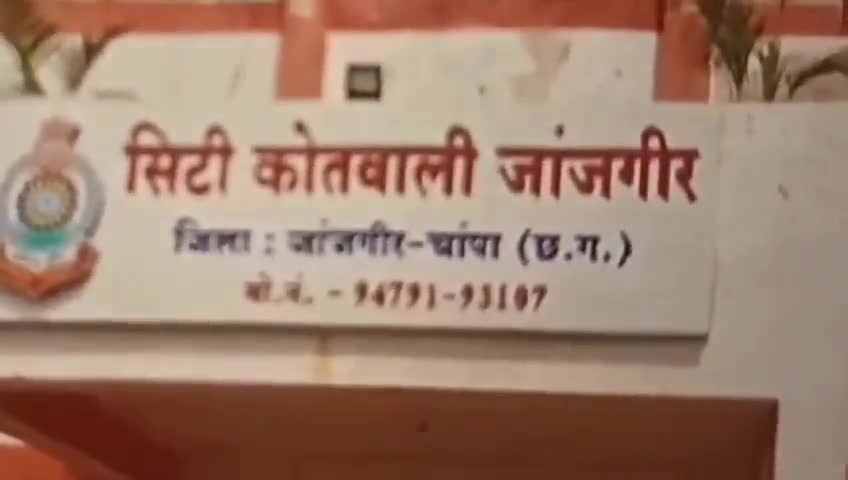 सिटी कोतवाली जांजगीर
जिला : जांजगीर-चांपा (छ.ग.)
मो.नं. - 94791-93107